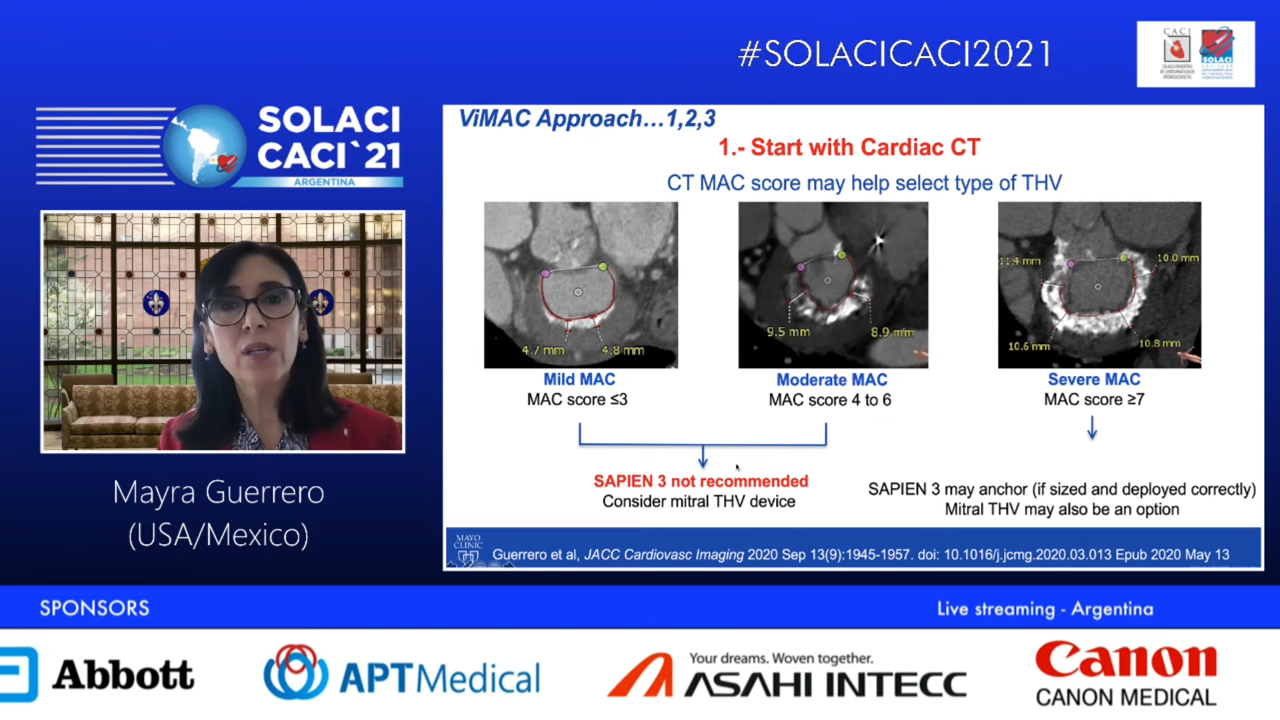 #SOLACICACI2021
CACI
SOLACI
SOLACI
CACI`21
ARGENTINA
Mayra Guerrero
(USA/Mexico)
ViMAC Approach…1,2,3
1.- Start with Cardiac CT
CT MAC score may help select type of THV
4.7 mm
4.8 mm
9.5 mm
8.9 mm
11.4 mm
10.0 mm
10.6 mm
10.8 mm
Mild MAC
MAC score ≤3
Moderate MAC
MAC score 4 to 6
Severe MAC
MAC score ≥7
SAPIEN 3 not recommended
Consider mitral THV device
SAPIEN 3 may anchor (if sized and deployed correctly)
Mitral THV may also be an option
MAYO
CLINIC
Guerrero et al, JACC Cardiovasc Imaging 2020 Sep 13(9):1945-1957. doi: 10.1016/j.jcmg.2020.03.013 Epub 2020 May 13
SPONSORS
Live streaming - Argentina
Abbott
APTMedical
Your dreams. Woven together.
ASAHI INTECC
Canon
CANON MEDICAL